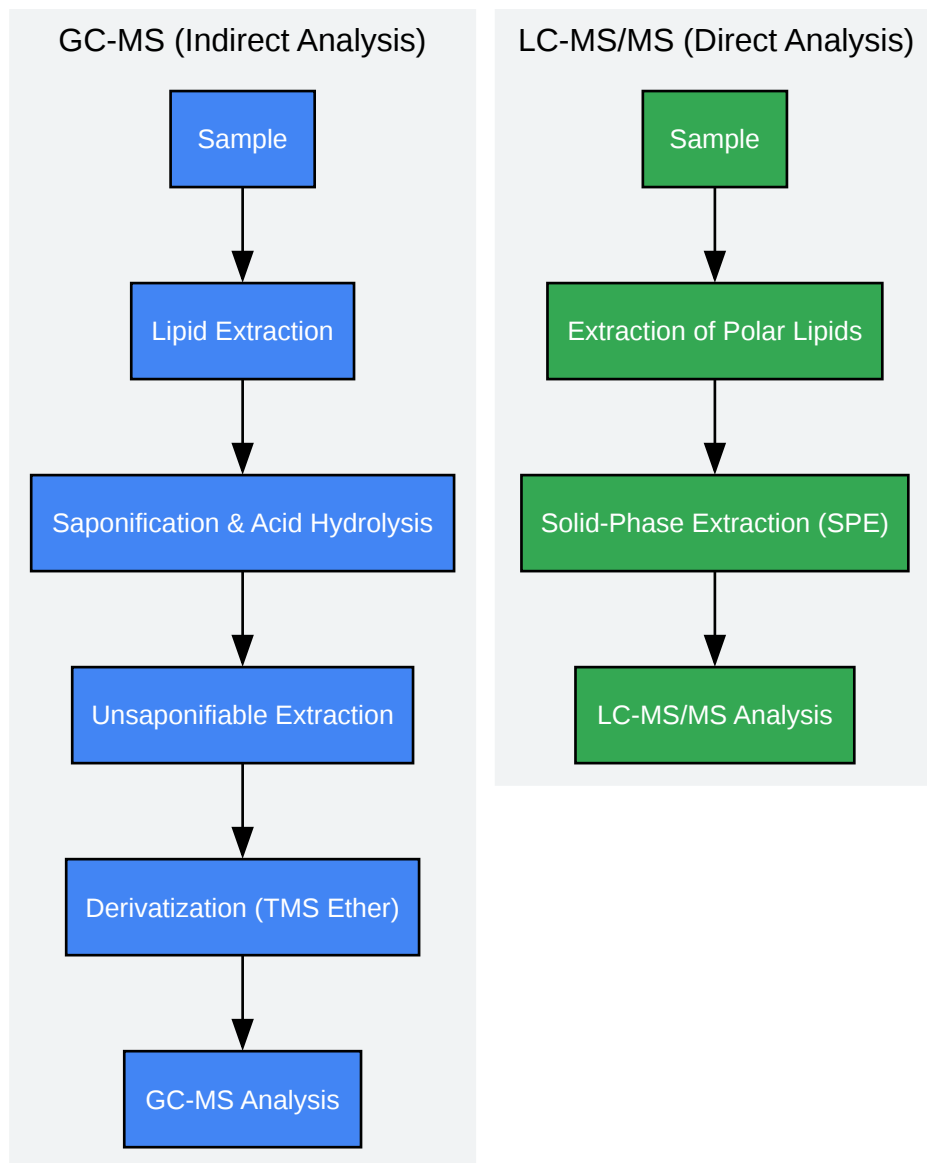 GC-MS (Indirect Analysis)
Sample
Lipid Extraction
Saponification & Acid Hydrolysis
Unsaponifiable Extraction
Derivatization (TMS Ether)
GC-MS Analysis
LC-MS/MS (Direct Analysis)
Sample
Extraction of Polar Lipids
Solid-Phase Extraction (SPE)
LC-MS/MS Analysis